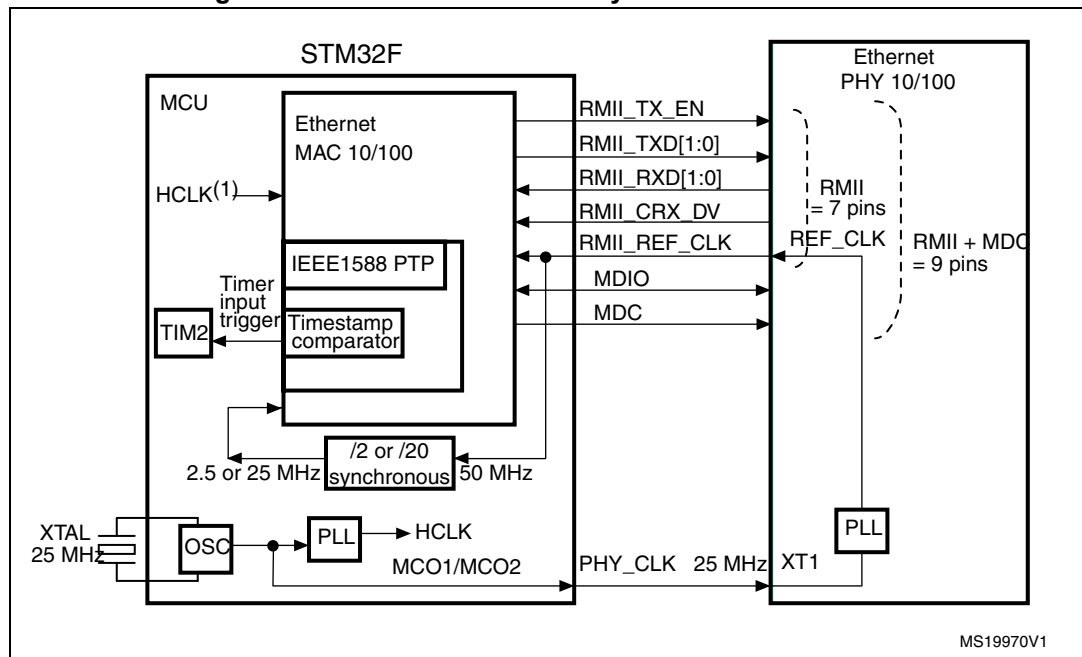 STM32F
MCU
Ethernet
MAC 10/100
HCLK(1)
IEEE1588 PTP
Timer
input
trigger
TIM2
Timestamp
comparator
/2 or /20
synchronous
2.5 or 25 MHz
50 MHz
XTAL
25 MHz
OSC
PLL
HCLK
MCO1/MCO2
RMII_TX_EN
RMII_TXD[1:0]
RMII_RXD[1:0]
RMII_CRX_DV
RMII_REF_CLK
MDIO
MDC
PHY_CLK 25 MHz
Ethernet
PHY 10/100
RMII
= 7 pins
REF_CLK
RMII + MDC
= 9 pins
PLL
XT1
MS19970V1